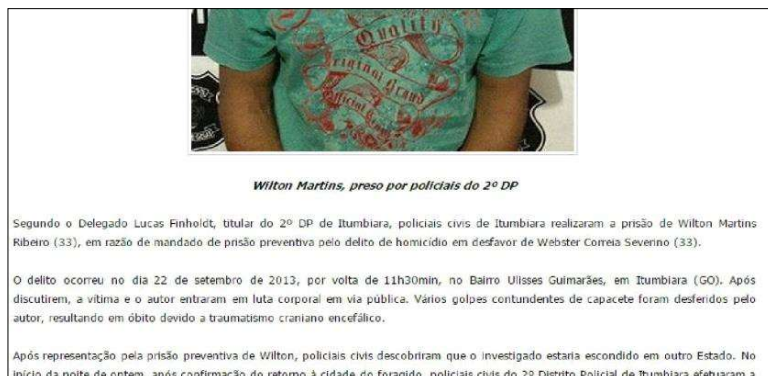 Quality
Original Brand
Official
Wilton Martins, preso por policiais do 2º DP
Segundo o Delegado Lucas Finholdt, titular do 2º DP de Itumbiara, policiais civis de Itumbiara realizaram a prisão de Wilton Martins
Ribeiro (33), em razão de mandado de prisão preventiva pelo delito de homicídio em desfavor de Webster Correia Severino (33).
O delito ocorreu no dia 22 de setembro de 2013, por volta de 11h30min, no Bairro Ulisses Guimarães, em Itumbiara (GO). Após
discutirem, a vítima e o autor entraram em luta corporal em via pública. Vários golpes contundentes de capacete foram desferidos pelo
autor, resultando em óbito devido a traumatismo craniano encefálico.
Após representação pela prisão preventiva de Wilton, policiais civis descobriram que o investigado estaria escondido em outro Estado. No
início da noite de ontem, após confirmação do retorno à cidade do foragido, policiais civis do 2º Distrito Policial de Itumbiara efetuaram a